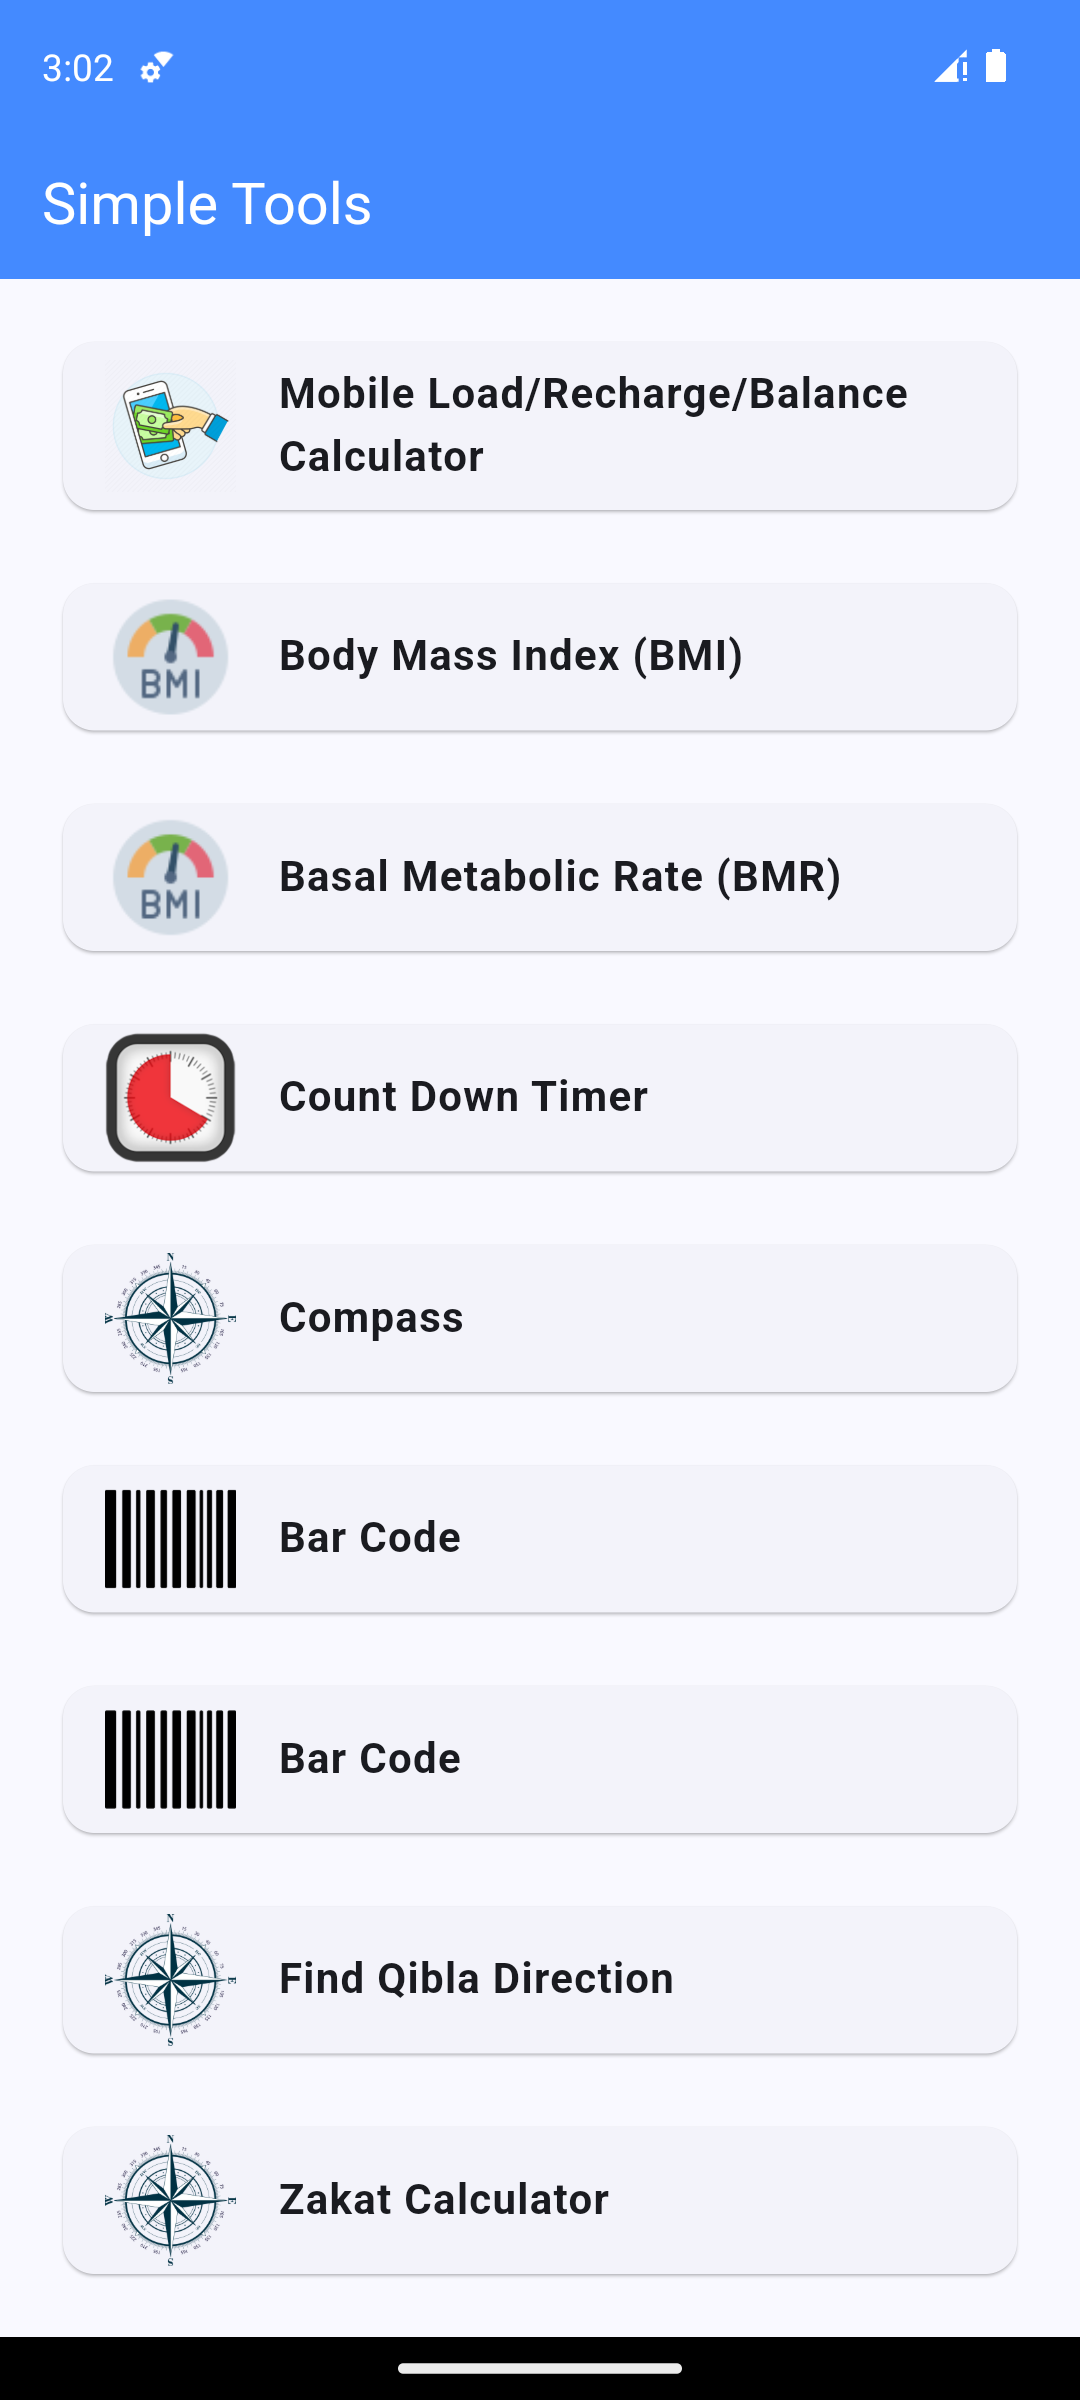 3:02
Simple Tools
Mobile Load/Recharge/Balance
Calculator
BMI
Body Mass Index (BMI)
BMI
Basal Metabolic Rate (BMR)
Count Down Timer
N
W E
S
Compass
Bar Code
Bar Code
N
W E
S
Find Qibla Direction
N
W E
S
Zakat Calculator